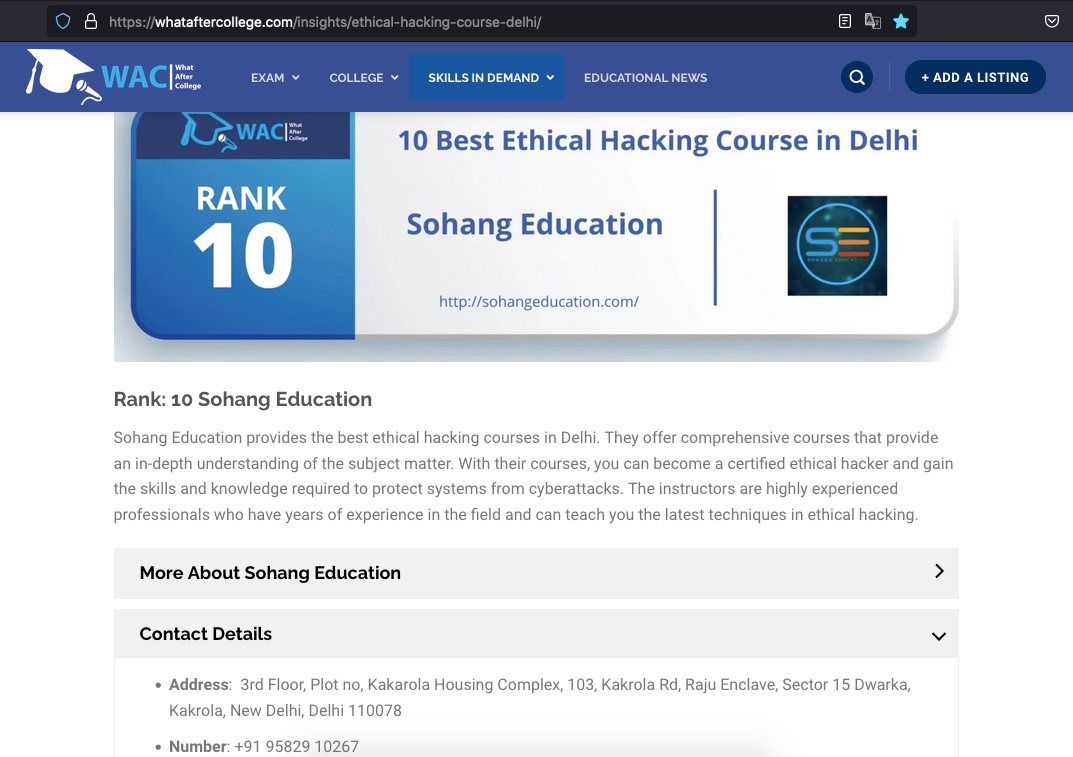 https://whataftercollege.com/insights/ethical-hacking-course-delhi/
WAC What After College
EXAM COLLEGE SKILLS IN DEMAND EDUCATIONAL NEWS + ADD A LISTING
WAC What After College
10 Best Ethical Hacking Course in Delhi
RANK
10
Sohang Education
SE
SOHANG EDUCATION
http://sohangeducation.com/
Rank: 10 Sohang Education
Sohang Education provides the best ethical hacking courses in Delhi. They offer comprehensive courses that provide
an in-depth understanding of the subject matter. With their courses, you can become a certified ethical hacker and gain
the skills and knowledge required to protect systems from cyberattacks. The instructors are highly experienced
professionals who have years of experience in the field and can teach you the latest techniques in ethical hacking.
More About Sohang Education
Contact Details
• Address: 3rd Floor, Plot no, Kakarola Housing Complex, 103, Kakrola Rd, Raju Enclave, Sector 15 Dwarka,
Kakrola, New Delhi, Delhi 110078
• Number: +91 95829 10267